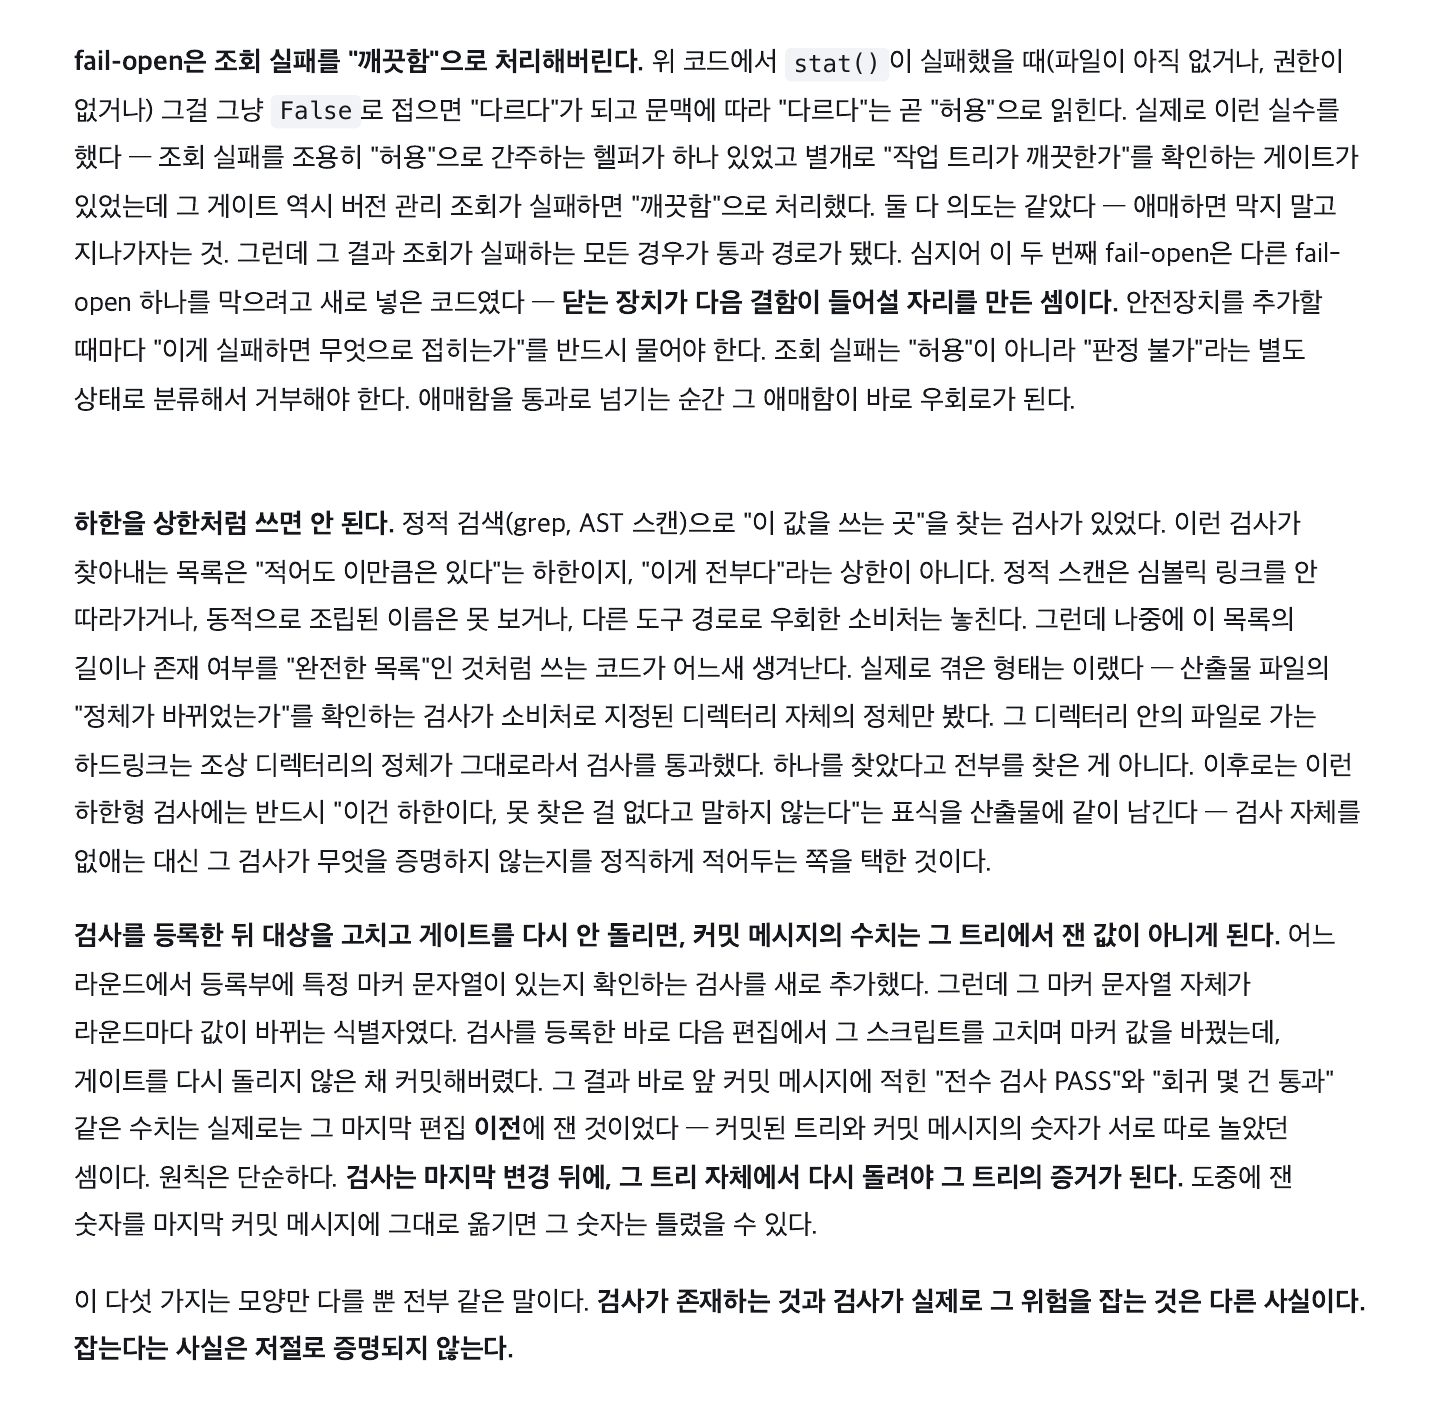 fail-open은 조회 실패를 "깨끗함"으로 처리해버린다. 위 코드에서 stat()이 실패했을 때(파일이 아직 없거나, 권한이
없거나) 그걸 그냥 False로 접으면 "다르다"가 되고 문맥에 따라 "다르다"는 곧 "허용"으로 읽힌다. 실제로 이런 실수를
했다 — 조회 실패를 조용히 "허용"으로 간주하는 헬퍼가 하나 있었고 별개로 "작업 트리가 깨끗한가"를 확인하는 게이트가
있었는데 그 게이트 역시 버전 관리 조회가 실패하면 "깨끗함"으로 처리했다. 둘 다 의도는 같았다 — 애매하면 막지 말고
지나가자는 것. 그런데 그 결과 조회가 실패하는 모든 경우가 통과 경로가 됐다. 심지어 이 두 번째 fail-open은 다른 fail-
open 하나를 막으려고 새로 넣은 코드였다 — 닫는 장치가 다음 결함이 들어설 자리를 만든 셈이다. 안전장치를 추가할
때마다 "이게 실패하면 무엇으로 접히는가"를 반드시 물어야 한다. 조회 실패는 "허용"이 아니라 "판정 불가"라는 별도
상태로 분류해서 거부해야 한다. 애매함을 통과로 넘기는 순간 그 애매함이 바로 우회로가 된다.
하한을 상한처럼 쓰면 안 된다. 정적 검색(grep, AST 스캔)으로 "이 값을 쓰는 곳"을 찾는 검사가 있었다. 이런 검사가
찾아내는 목록은 "적어도 이만큼은 있다"는 하한이지, "이게 전부다"라는 상한이 아니다. 정적 스캔은 심볼릭 링크를 안
따라가거나, 동적으로 조립된 이름은 못 보거나, 다른 도구 경로로 우회한 소비처는 놓친다. 그런데 나중에 이 목록의
길이나 존재 여부를 "완전한 목록"인 것처럼 쓰는 코드가 어느새 생겨난다. 실제로 겪은 형태는 이랬다 — 산출물 파일의
"정체가 바뀌었는가"를 확인하는 검사가 소비처로 지정된 디렉터리 자체의 정체만 봤다. 그 디렉터리 안의 파일로 가는
하드링크는 조상 디렉터리의 정체가 그대로라서 검사를 통과했다. 하나를 찾았다고 전부를 찾은 게 아니다. 이후로는 이런
하한형 검사에는 반드시 "이건 하한이다, 못 찾은 걸 없다고 말하지 않는다"는 표식을 산출물에 같이 남긴다 — 검사 자체를
없애는 대신 그 검사가 무엇을 증명하지 않는지를 정직하게 적어두는 쪽을 택한 것이다.
검사를 등록한 뒤 대상을 고치고 게이트를 다시 안 돌리면, 커밋 메시지의 수치는 그 트리에서 잰 값이 아니게 된다. 어느
라운드에서 등록부에 특정 마커 문자열이 있는지 확인하는 검사를 새로 추가했다. 그런데 그 마커 문자열 자체가
라운드마다 값이 바뀌는 식별자였다. 검사를 등록한 바로 다음 편집에서 그 스크립트를 고치며 마커 값을 바꿨는데,
게이트를 다시 돌리지 않은 채 커밋해버렸다. 그 결과 바로 앞 커밋 메시지에 적힌 "전수 검사 PASS"와 "회귀 몇 건 통과"
같은 수치는 실제로는 그 마지막 편집 이전에 잰 것이었다 — 커밋된 트리와 커밋 메시지의 숫자가 서로 따로 놀았던
셈이다. 원칙은 단순하다. 검사는 마지막 변경 뒤에, 그 트리 자체에서 다시 돌려야 그 트리의 증거가 된다. 도중에 잰
숫자를 마지막 커밋 메시지에 그대로 옮기면 그 숫자는 틀렸을 수 있다.
이 다섯 가지는 모양만 다를 뿐 전부 같은 말이다. 검사가 존재하는 것과 검사가 실제로 그 위험을 잡는 것은 다른 사실이다.
잡는다는 사실은 저절로 증명되지 않는다.